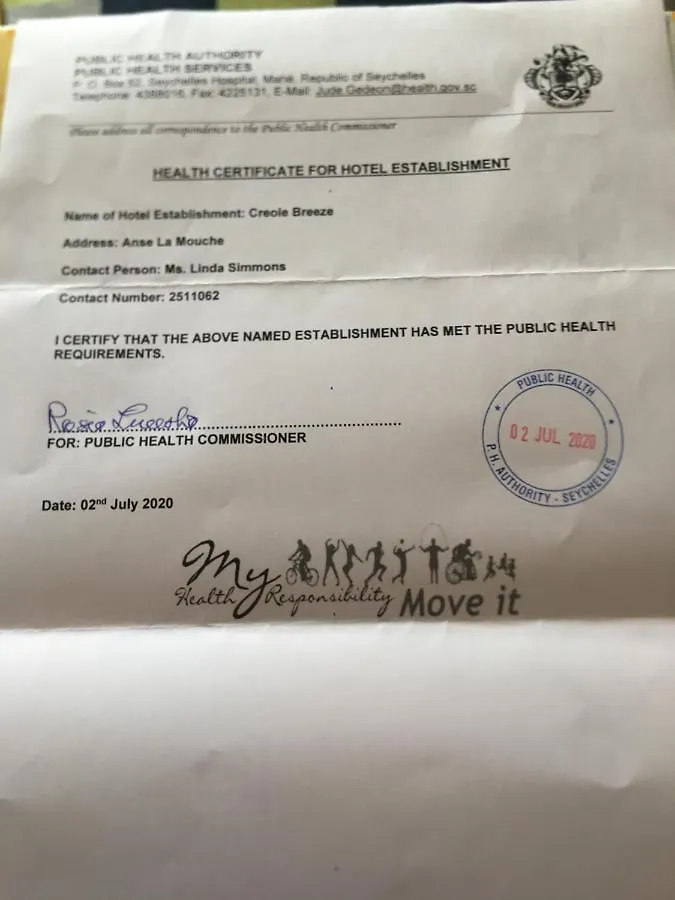 PUBLIC HEALTH AUTHORITY
PUBLIC HEALTH SERVICES
P. O. Box 52, Seychelles Hospital, Mahé, Republic of Seychelles
Telephone: 4388016, Fax: 4225131, E-Mail: Jude.Gedeon@health.gov.sc
Please address all correspondence to the Public Health Commissioner
HEALTH CERTIFICATE FOR HOTEL ESTABLISHMENT
Name of Hotel Establishment: Creole Breeze
Address: Anse La Mouche
Contact Person: Ms. Linda Simmons
Contact Number: 2511062
I CERTIFY THAT THE ABOVE NAMED ESTABLISHMENT HAS MET THE PUBLIC HEALTH
REQUIREMENTS.
FOR: PUBLIC HEALTH COMMISSIONER
PUBLIC HEALTH
02 JUL 2020
P.H. AUTHORITY - SEYCHELLES
Date: 02nd July 2020
My
Health Responsibility Move it